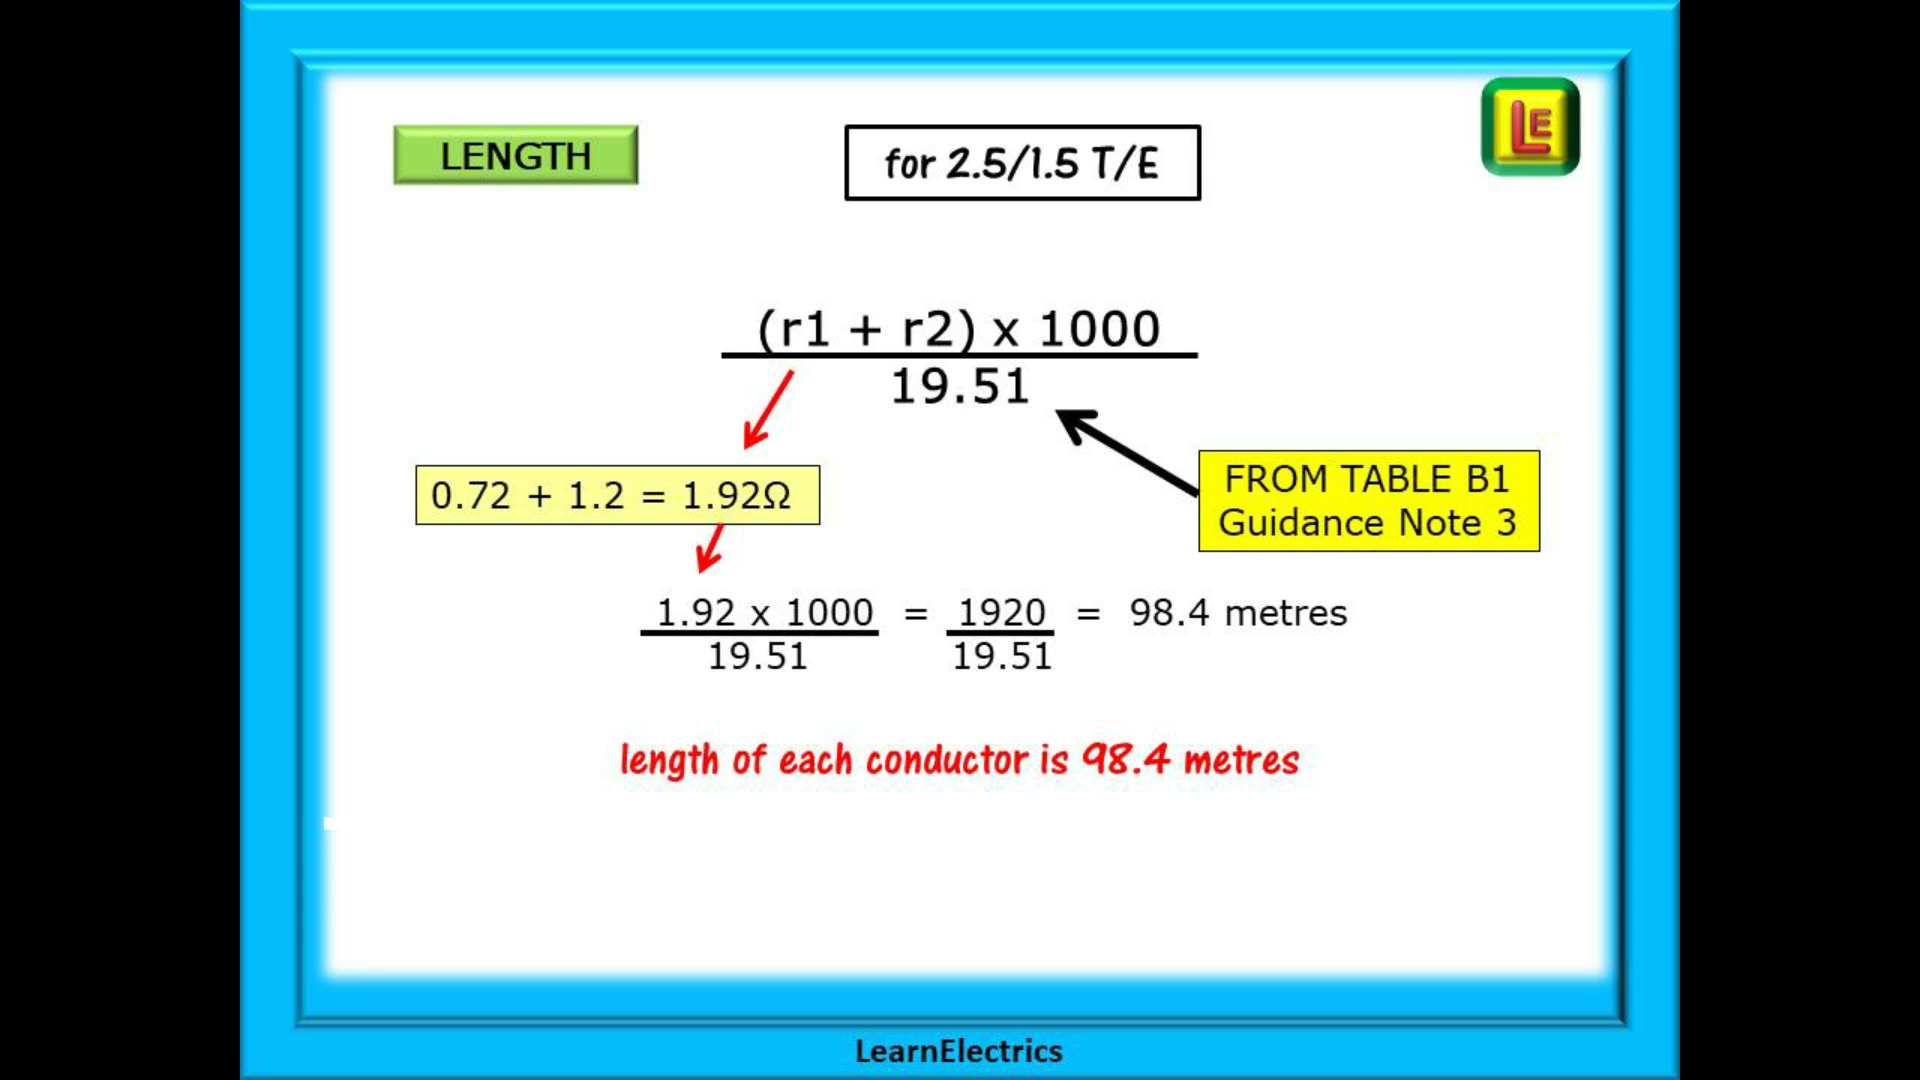 LENGTH
for 2.5/1.5 T/E
LE
(r1 + r2) x 1000
19.51
0.72 + 1.2 = 1.92Ω
FROM TABLE B1
Guidance Note 3
1.92 x 1000 = 1920 = 98.4 metres
19.51 19.51
length of each conductor is 98.4 metres
LearnElectrics